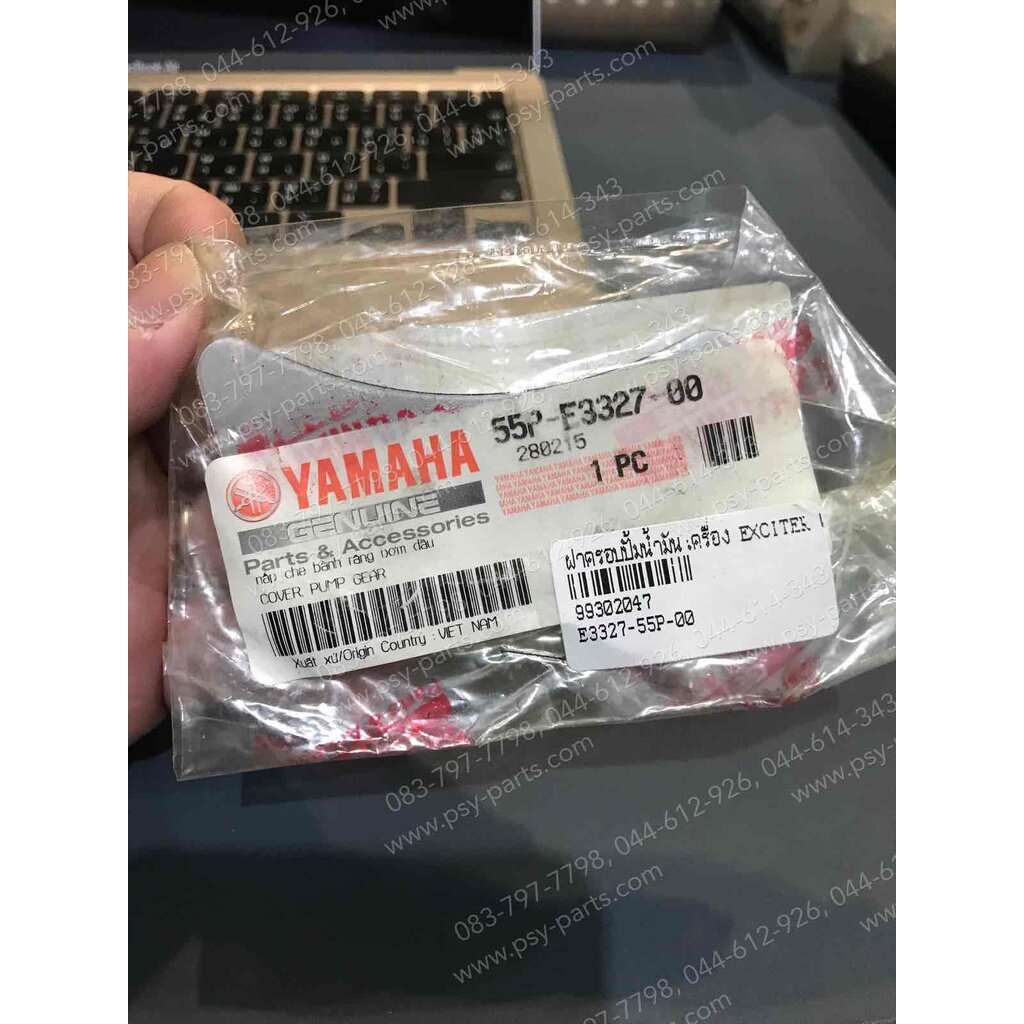 55P-E3327-00
280215
1 PC
YAMAHA
GENUINE
Parts & Accessories
nắp che bánh răng bơm dầu
COVER, PUMP GEAR
Xuất xứ/Origin Country : VIET NAM
ฝาครอบปั้มน้ำมันเครื่อง EXCITER
99302047
E3327-55P-00
083-797-7798, 044-612-926, 044-614-343
www.psy-parts.com